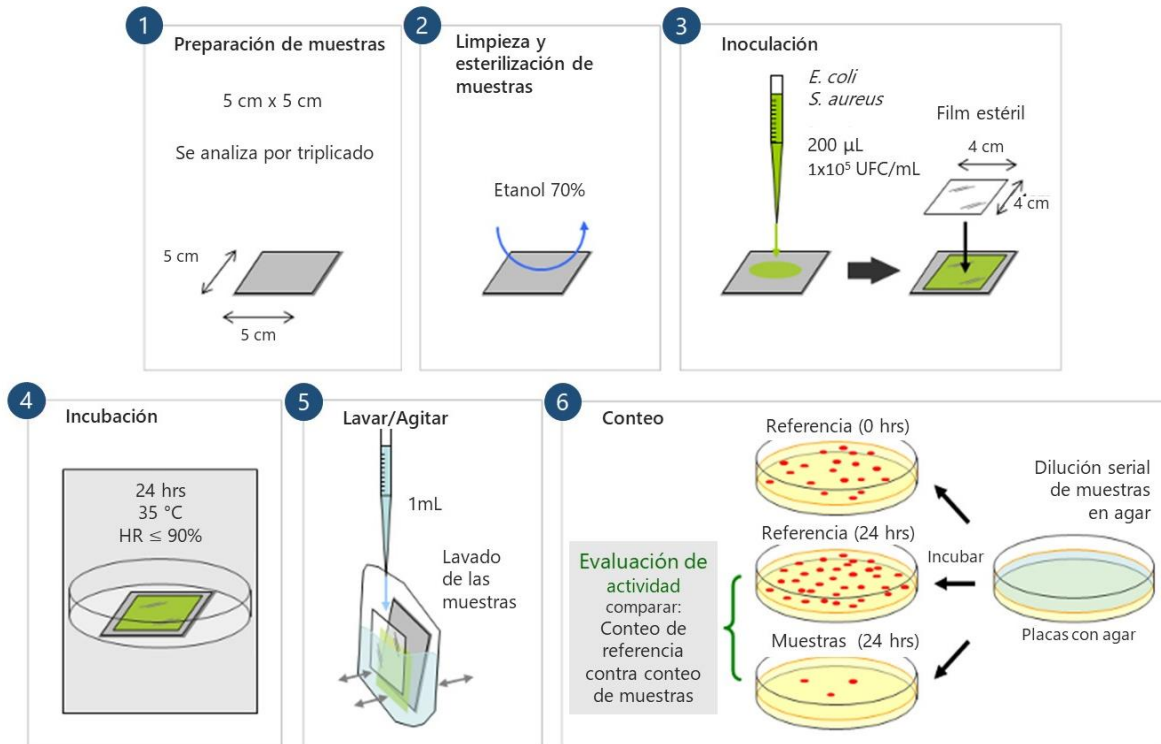 1
Preparación de muestras
5 cm x 5 cm
Se analiza por triplicado
5 cm
5 cm
2
Limpieza y
esterilización de
muestras
Etanol 70%
3
Inoculación
E. coli
S. aureus
200 µL
1x10⁵ UFC/mL
Film estéril
4 cm
4 cm
4
Incubación
24 hrs
35 °C
HR ≤ 90%
5
Lavar/Agitar
1mL
Lavado
de las
muestras
6
Conteo
Referencia (0 hrs)
Referencia (24 hrs)
Muestras (24 hrs)
Evaluación de
actividad
comparar:
Conteo de
referencia
contra conteo
de muestras
Incubar
Dilución serial
de muestras
en agar
Placas con agar